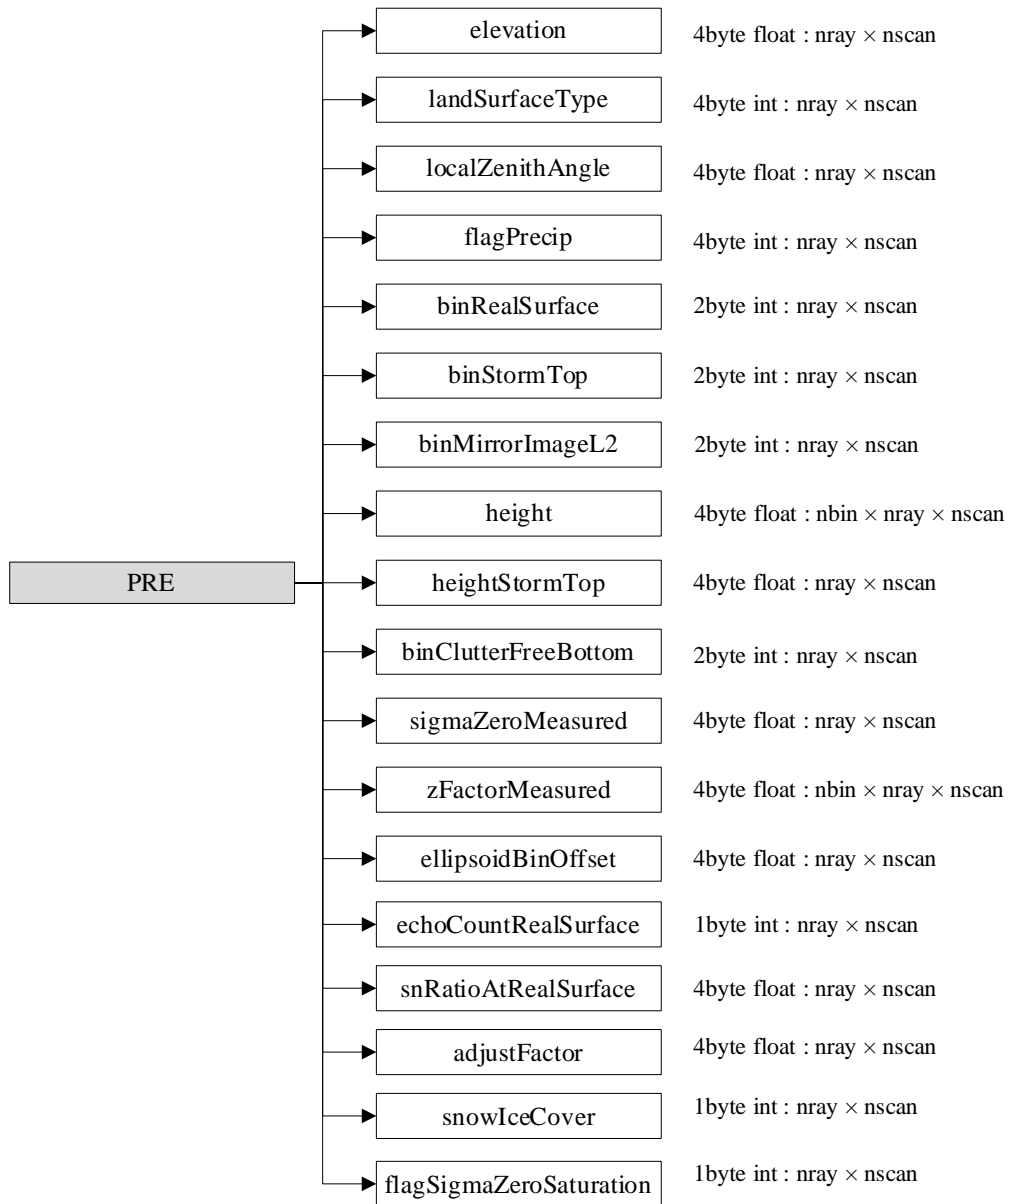 elevation 4byte float : nray × nscan
landSurfaceType 4byte int : nray × nscan
localZenithAngle 4byte float : nray × nscan
flagPrecip 4byte int : nray × nscan
binRealSurface 2byte int : nray × nscan
binStormTop 2byte int : nray × nscan
binMirrorImageL2 2byte int : nray × nscan
height 4byte float : nbin × nray × nscan
PRE heightStormTop 4byte float : nray × nscan
binClutterFreeBottom 2byte int : nray × nscan
sigmaZeroMeasured 4byte float : nray × nscan
zFactorMeasured 4byte float : nbin × nray × nscan
ellipsoidBinOffset 4byte float : nray × nscan
echoCountRealSurface 1byte int : nray × nscan
snRatioAtRealSurface 4byte float : nray × nscan
adjustFactor 4byte float : nray × nscan
snowIceCover 1byte int : nray × nscan
flagSigmaZeroSaturation 1byte int : nray × nscan